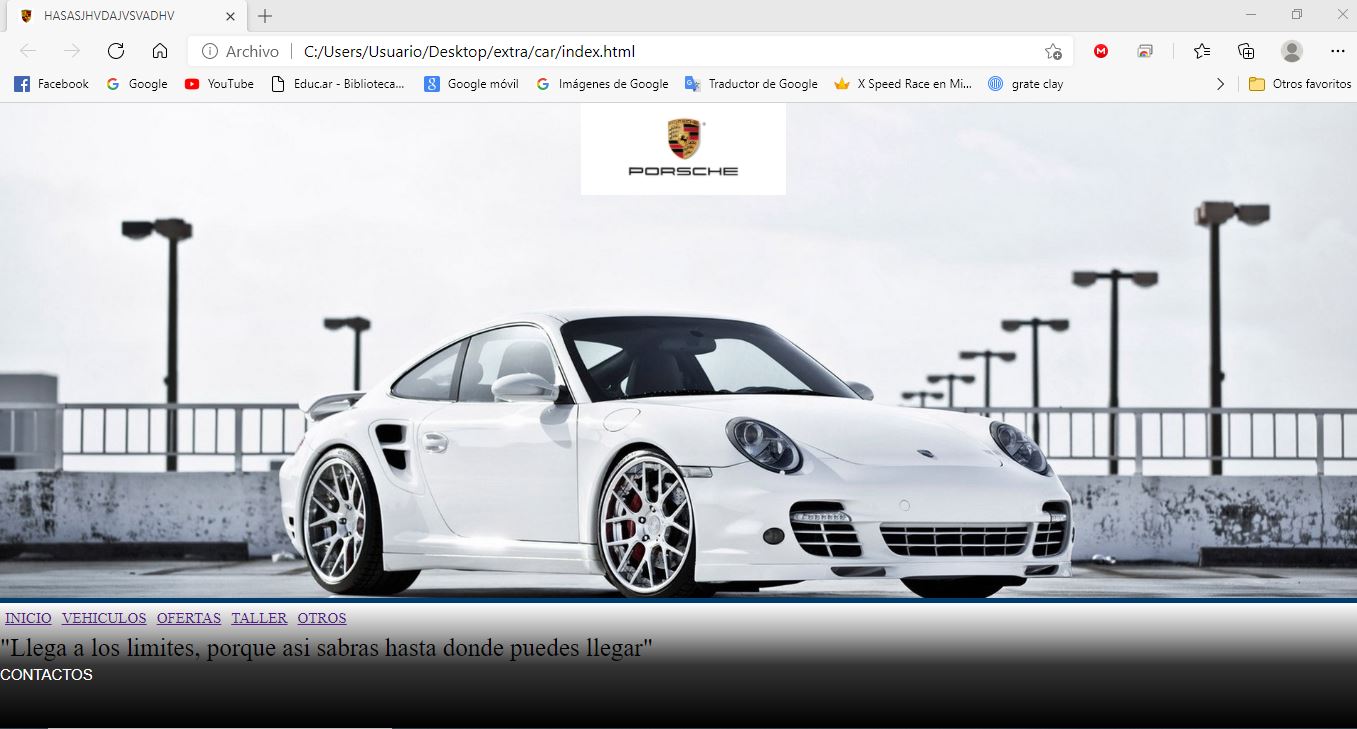 HASASJHVDAJVSVADHV
Archivo C:/Users/Usuario/Desktop/extra/car/index.html
Facebook Google YouTube Educ.ar - Biblioteca... Google móvil Imágenes de Google Traductor de Google X Speed Race en Mi... grate clay Otros favoritos
PORSCHE
INICIO VEHICULOS OFERTAS TALLER OTROS
"Llega a los limites, porque asi sabras hasta donde puedes llegar"
CONTACTOS